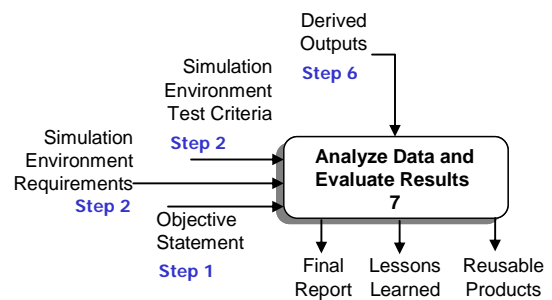 Derived
Outputs
Step 6
Simulation
Environment
Test Criteria
Step 2
Simulation
Environment
Requirements
Step 2
Objective
Statement
Step 1
Analyze Data and
Evaluate Results
7
Final
Report
Lessons
Learned
Reusable
Products